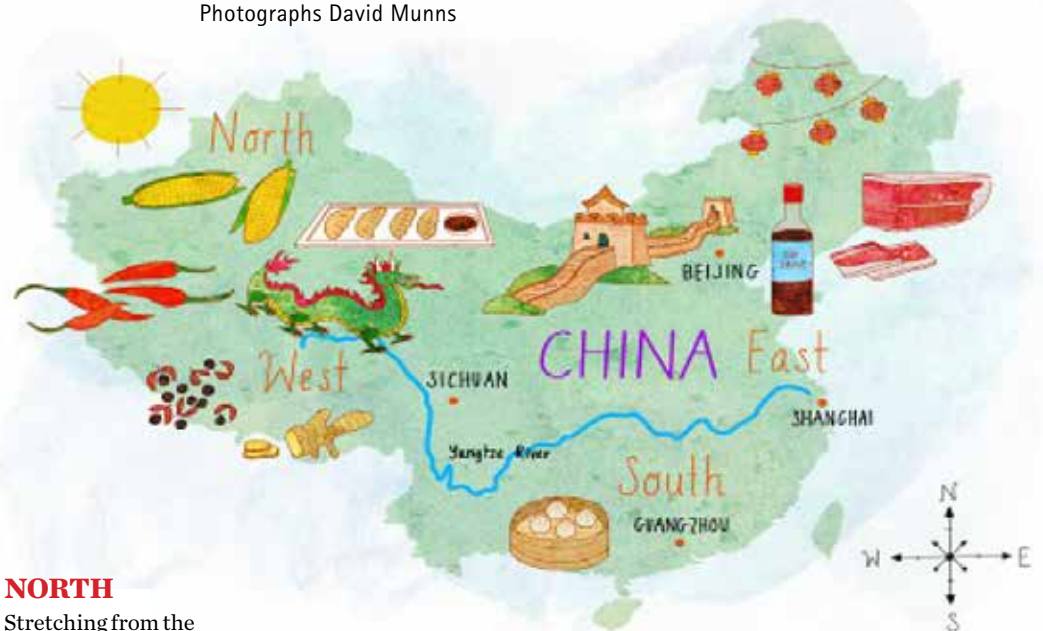 Photographs David Munns
North
BEIJING
CHINA
East
West
SICHUAN
SHANGHAI
Yangtze River
South
GUANGZHOU
N
W
E
S
NORTH
Stretching from the